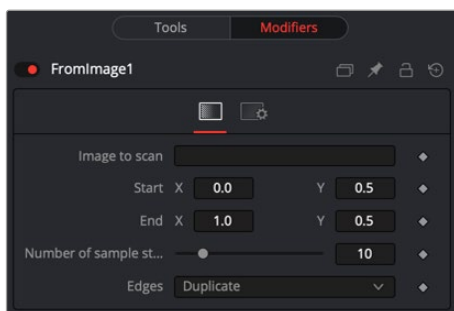 Tools Modifiers
FromImage1
Image to scan
Start X 0.0 Y 0.5
End X 1.0 Y 0.5
Number of sample st... 10
Edges Duplicate